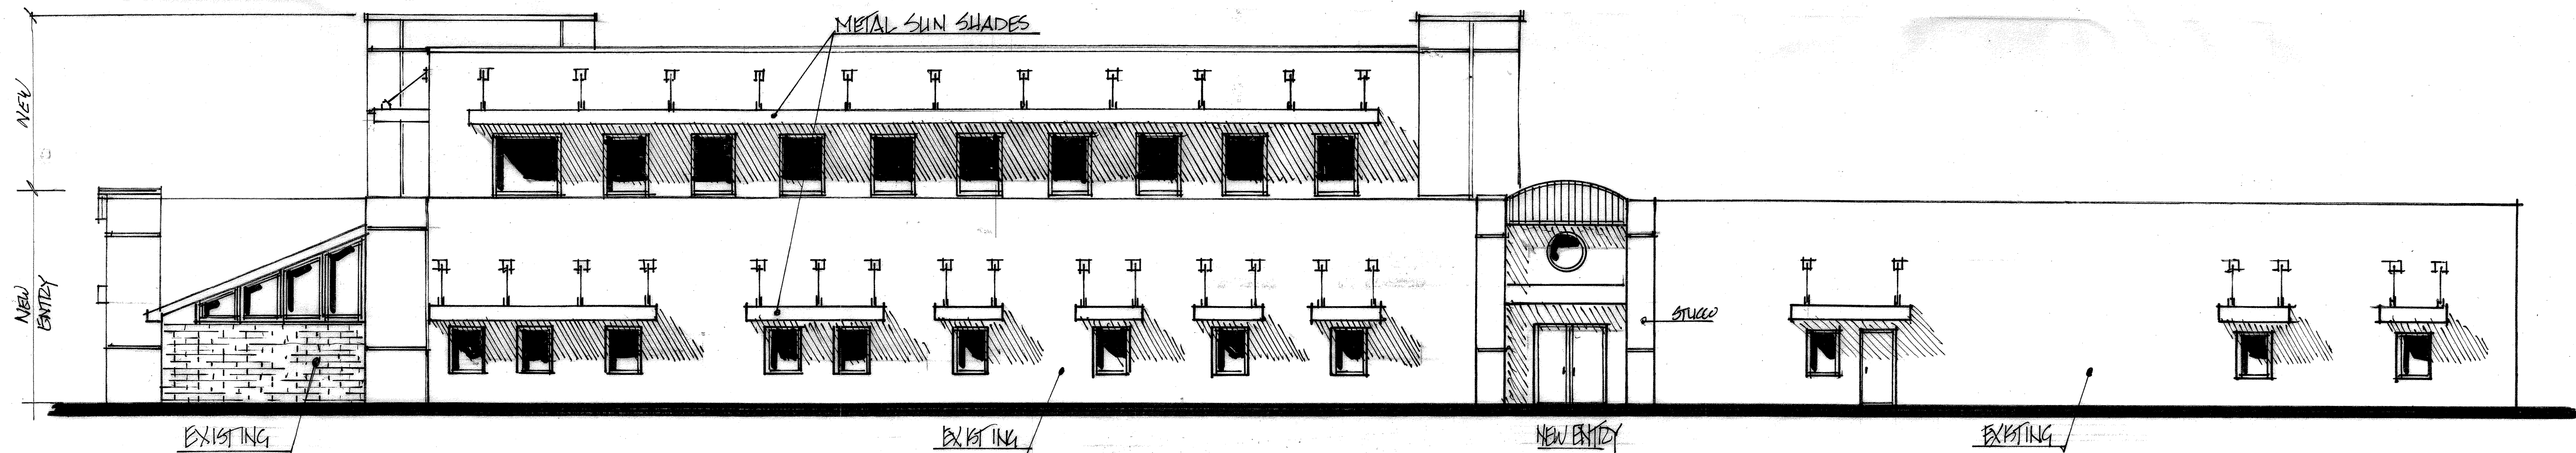 METAL SUN SHADES
NEW
NEW
ENTRY
STUCCO
EXISTING
EXISTING
NEW ENTRY
EXISTING